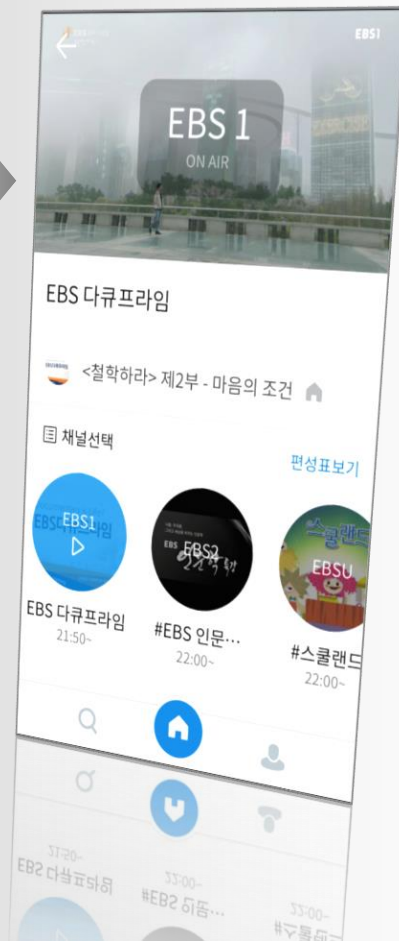 EBS1
EBS 1
ON AIR
EBS 다큐프라임
<철학하라> 제2부 - 마음의 조건
채널선택
편성표보기
EBS1
EBS2
EBSU
EBS 다큐프라임
21:50~
#EBS 인문…
22:00~
#스쿨랜드
22:00~